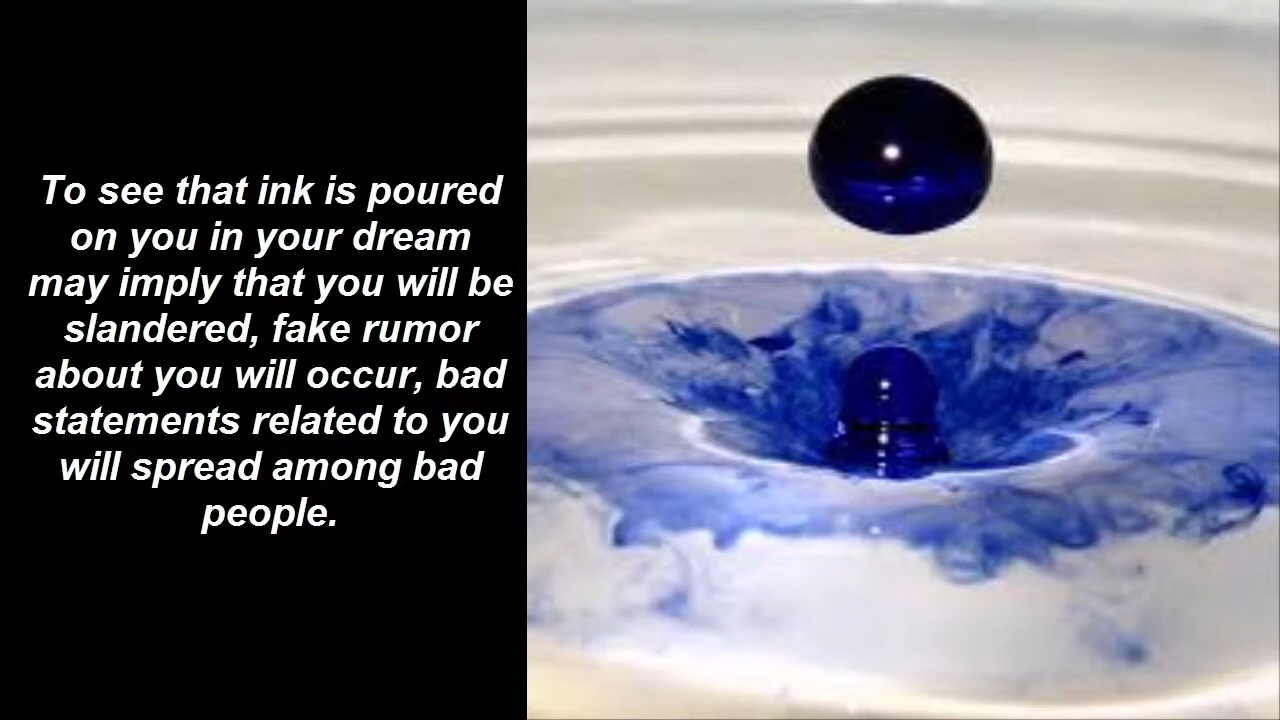 To see that ink is poured
on you in your dream
may imply that you will be
slandered, fake rumor
about you will occur, bad
statements related to you
will spread among bad
people.